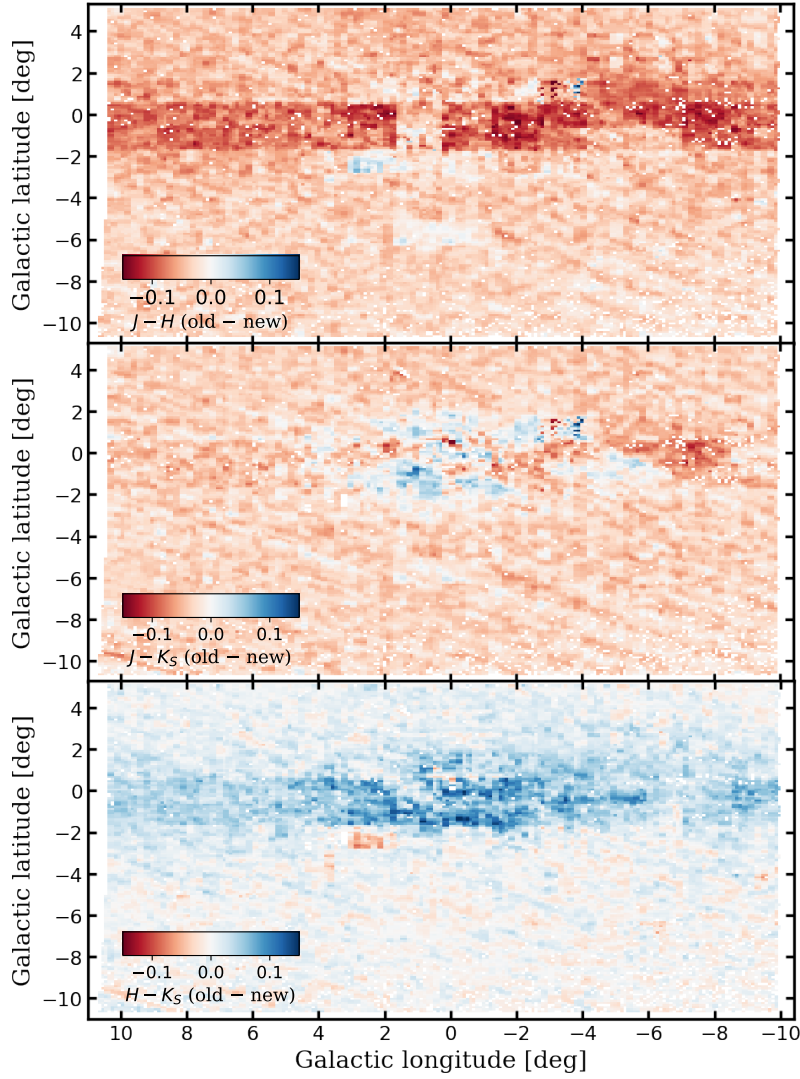 Galactic latitude [deg]
4
2
0
−2
−4
−6
−8
−10
−0.1 0.0 0.1
J − H (old − new)
Galactic latitude [deg]
4
2
0
−2
−4
−6
−8
−10
−0.1 0.0 0.1
J − K_S (old − new)
Galactic latitude [deg]
4
2
0
−2
−4
−6
−8
−10
−0.1 0.0 0.1
H − K_S (old − new)
10 8 6 4 2 0 −2 −4 −6 −8 −10
Galactic longitude [deg]